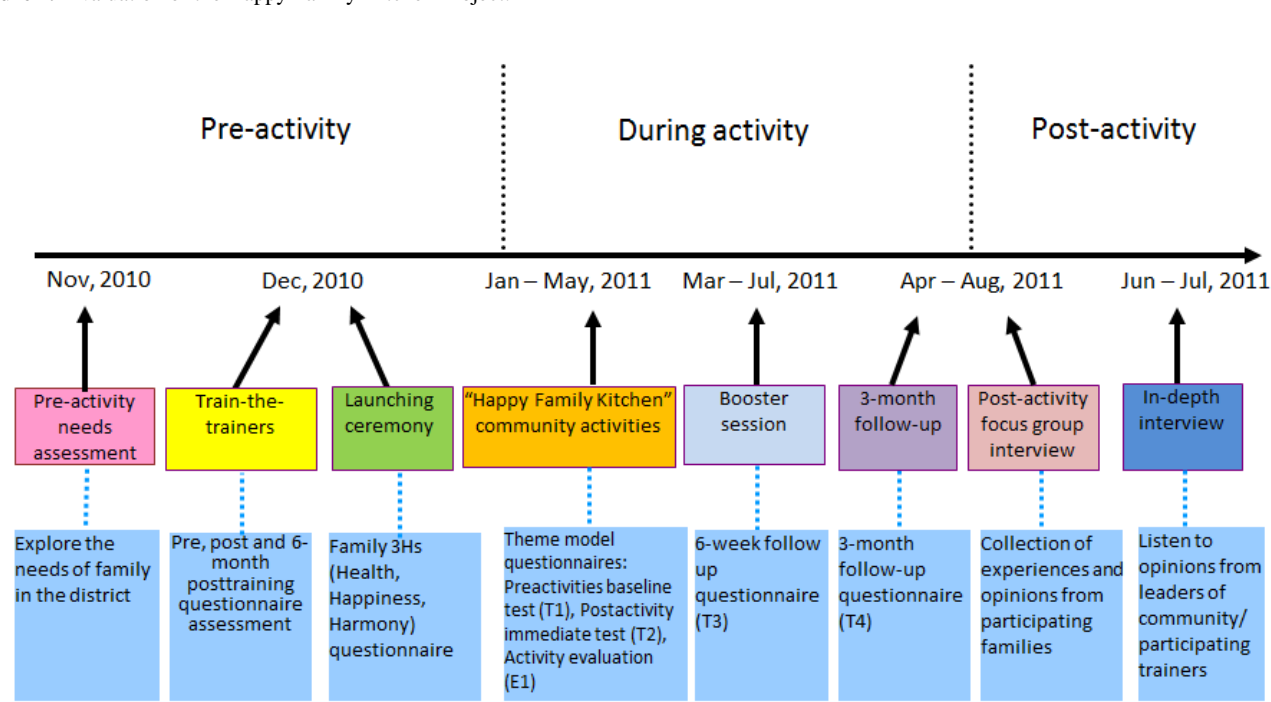 Pre-activity
During activity
Post-activity
Nov, 2010
Dec, 2010
Jan – May, 2011
Mar – Jul, 2011
Apr – Aug, 2011
Jun – Jul, 2011
Pre-activity
needs
assessment
Train-the-
trainers
Launching
ceremony
“Happy Family Kitchen”
community activities
Booster
session
3-month
follow-up
Post-activity
focus group
interview
In-depth
interview
Explore the
needs of family
in the district
Pre, post and 6-
month
posttraining
questionnaire
assessment
Family 3Hs
(Health,
Happiness,
Harmony)
questionnaire
Theme model
questionnaires:
Preactivities baseline
test (T1), Postactivity
immediate test (T2),
Activity evaluation
(E1)
6-week follow
up
questionnaire
(T3)
3-month
follow-up
questionnaire
(T4)
Collection of
experiences and
opinions from
participating
families
Listen to
opinions from
leaders of
community/
participating
trainers